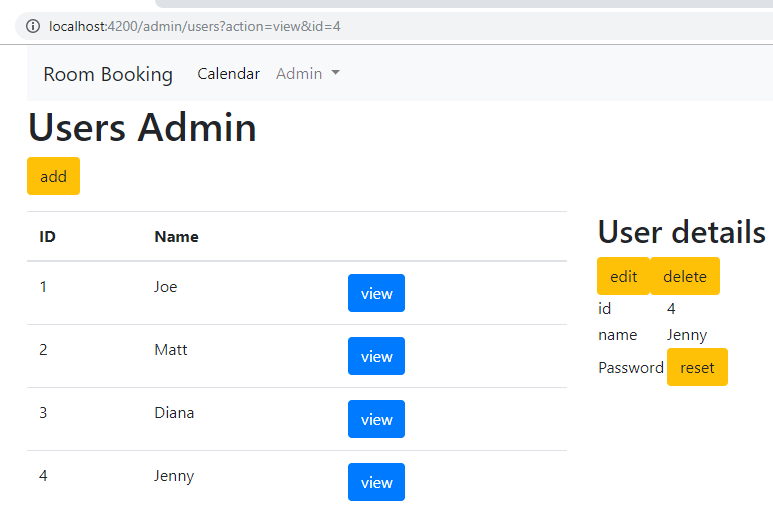 localhost:4200/admin/users?action=view&id=4
Room Booking Calendar Admin
Users Admin
add
ID Name
1 Joe view
2 Matt view
3 Diana view
4 Jenny view
User details
edit delete
id 4
name Jenny
Password reset